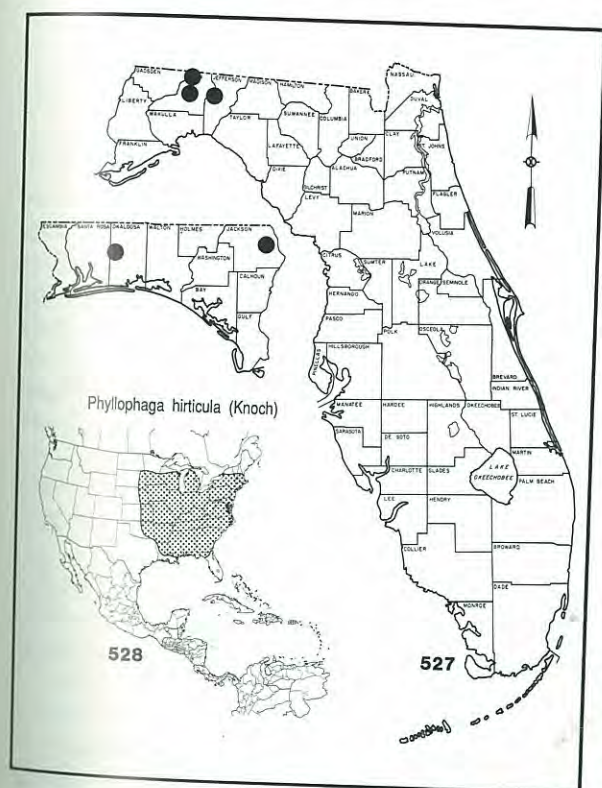 NASSAU
GADSDEN
JEFFERSON
MADISON
HAMILTON
BAKER
DUVAL
LIBERTY
WAKULLA
TAYLOR
SUWANNEE
COLUMBIA
CLAY
UNION
ST. JOHNS
BRADFORD
FRANKLIN
LAFAYETTE
ALACHUA
PUTNAM
DIXIE
GILCHRIST
FLAGLER
LEVY
MARION
VOLUSIA
ESCAMBIA
SANTA ROSA
OKALOOSA
WALTON
HOLMES
JACKSON
WASHINGTON
CALHOUN
BAY
GULF
CITRUS
SUMTER
LAKE
ORANGE
SEMINOLE
HERNANDO
PASCO
POLK
OSCEOLA
HILLSBOROUGH
PINELLAS
BREVARD
INDIAN RIVER
Phyllophaga hirticula (Knoch)
MANATEE
HARDEE
HIGHLANDS
OKEECHOBEE
ST. LUCIE
SARASOTA
DE SOTO
MARTIN
CHARLOTTE
GLADES
LAKE
OKEECHOBEE
PALM BEACH
LEE
HENDRY
COLLIER
BROWARD
DADE
MONROE
528
527